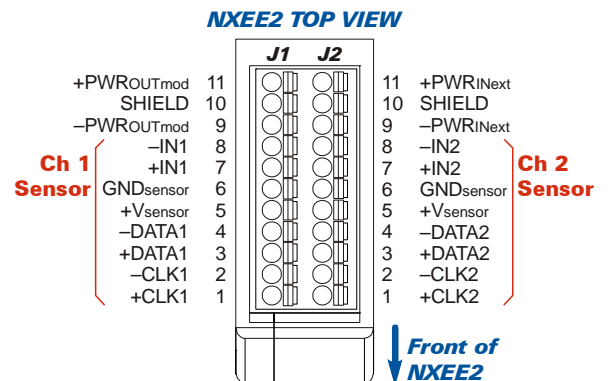 NXEE2 TOP VIEW
J1 J2
+PWROUTmod 11 11 +PWRINext
SHIELD 10 10 SHIELD
–PWROUTmod 9 9 –PWRINext
–IN1 8 8 –IN2
+IN1 7 7 +IN2
GNDsensor 6 6 GNDsensor
+Vsensor 5 5 +Vsensor
–DATA1 4 4 –DATA2
+DATA1 3 3 +DATA2
–CLK1 2 2 –CLK2
+CLK1 1 1 +CLK2
Ch 1
Sensor
Ch 2
Sensor
Front of
NXEE2